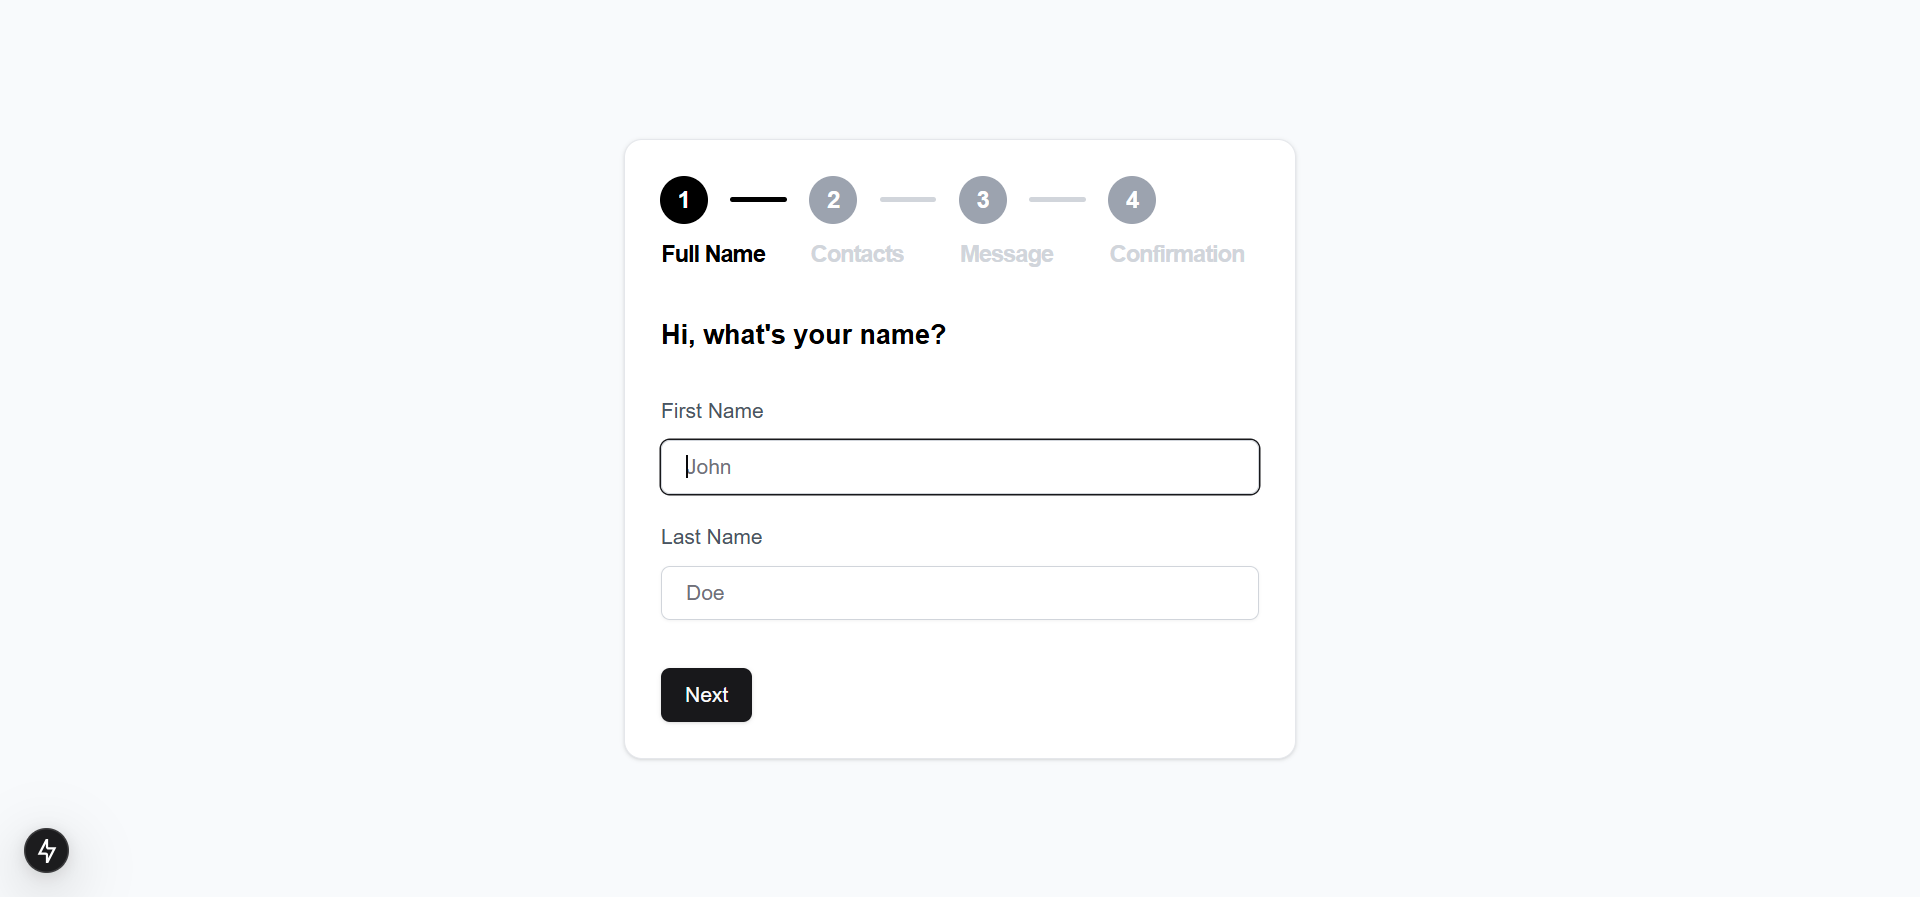 1 2 3 4
Full Name Contacts Message Confirmation
Hi, what's your name?
First Name
John
Last Name
Doe
Next